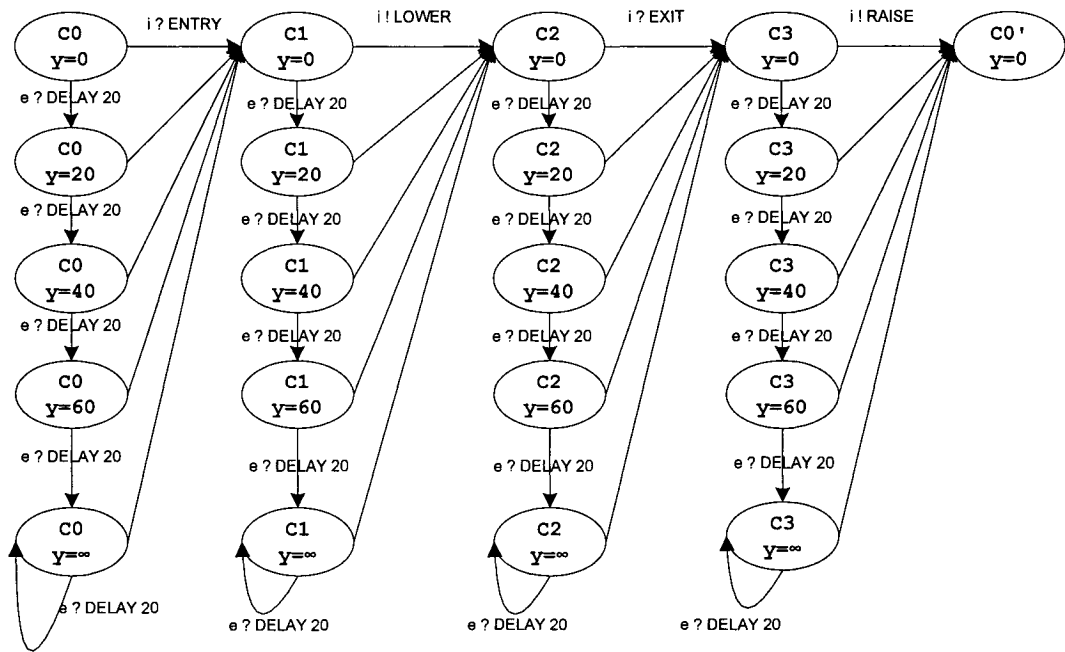 i ? ENTRY
i ! LOWER
i ? EXIT
i ! RAISE
C0
y=0
C1
y=0
C2
y=0
C3
y=0
C0'
y=0
e ? DELAY 20
e ? DELAY 20
e ? DELAY 20
e ? DELAY 20
C0
y=20
C1
y=20
C2
y=20
C3
y=20
e ? DELAY 20
e ? DELAY 20
e ? DELAY 20
e ? DELAY 20
C0
y=40
C1
y=40
C2
y=40
C3
y=40
e ? DELAY 20
e ? DELAY 20
e ? DELAY 20
e ? DELAY 20
C0
y=60
C1
y=60
C2
y=60
C3
y=60
e ? DELAY 20
e ? DELAY 20
e ? DELAY 20
e ? DELAY 20
C0
y=∞
C1
y=∞
C2
y=∞
C3
y=∞
e ? DELAY 20
e ? DELAY 20
e ? DELAY 20
e ? DELAY 20